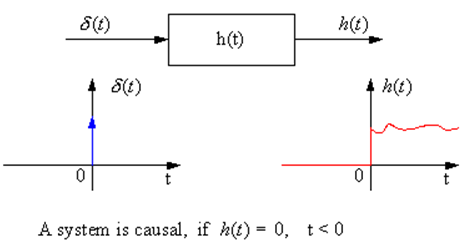 δ(t) h(t) h(t)
δ(t) h(t)
0 t 0 t
A system is causal, if h(t) = 0, t < 0